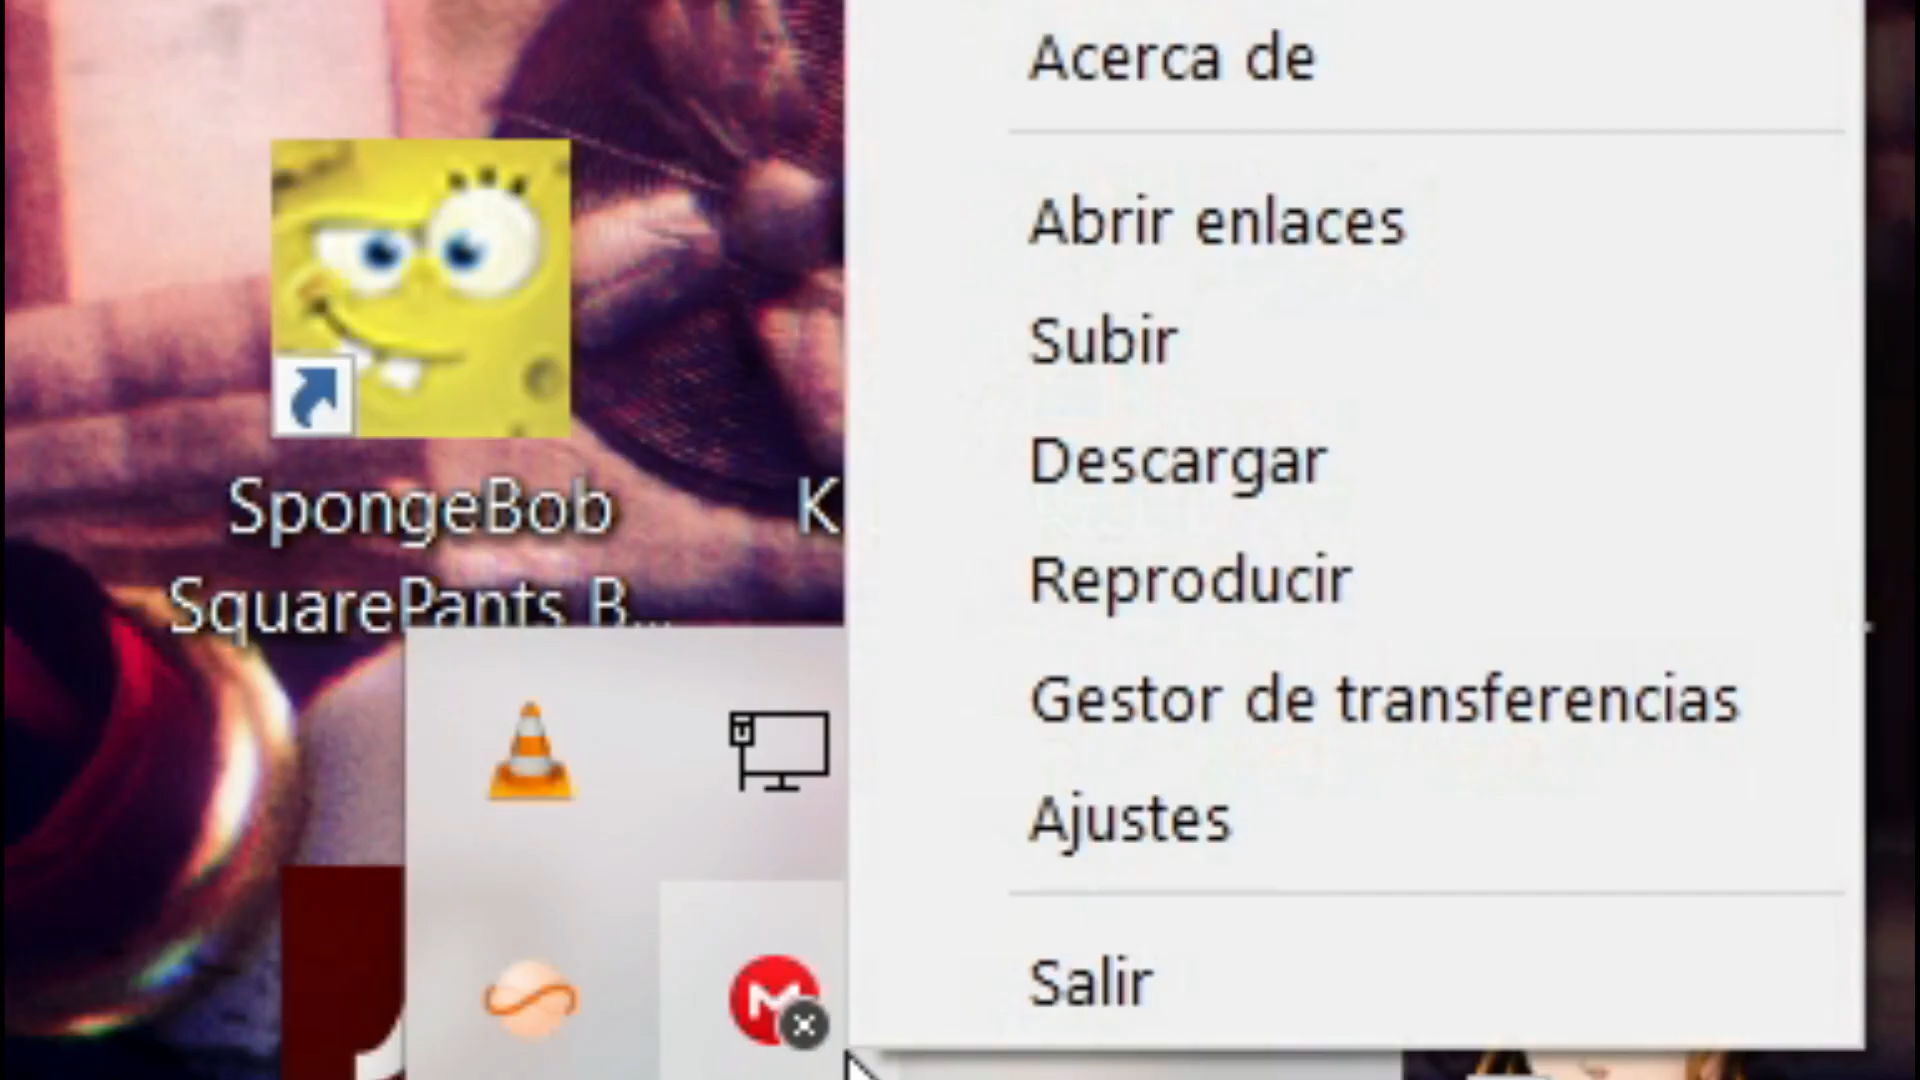 Acerca de
Abrir enlaces
Subir
Descargar
Reproducir
Gestor de transferencias
Ajustes
Salir
SpongeBob
SquarePants B...
K